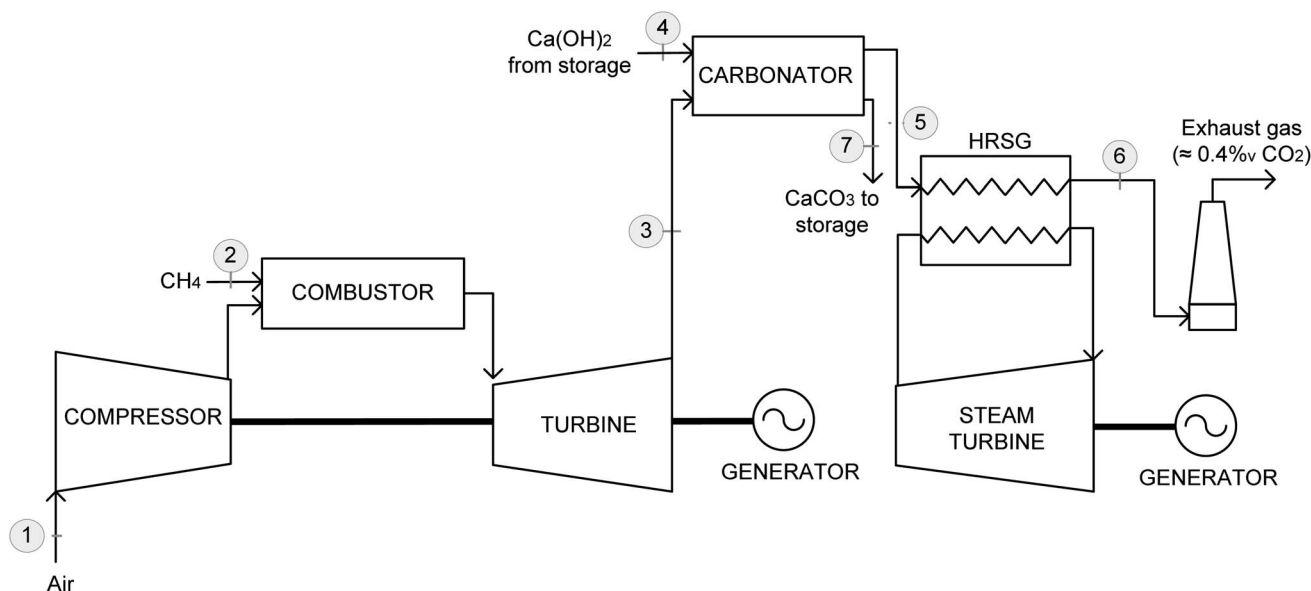 4
Ca(OH)2
from storage
CARBONATOR
7
5
CaCO3 to
storage
HRSG
6
Exhaust gas
(≈ 0.4%v CO2)
3
2
CH4
COMBUSTOR
COMPRESSOR
TURBINE
GENERATOR
STEAM
TURBINE
GENERATOR
1
Air